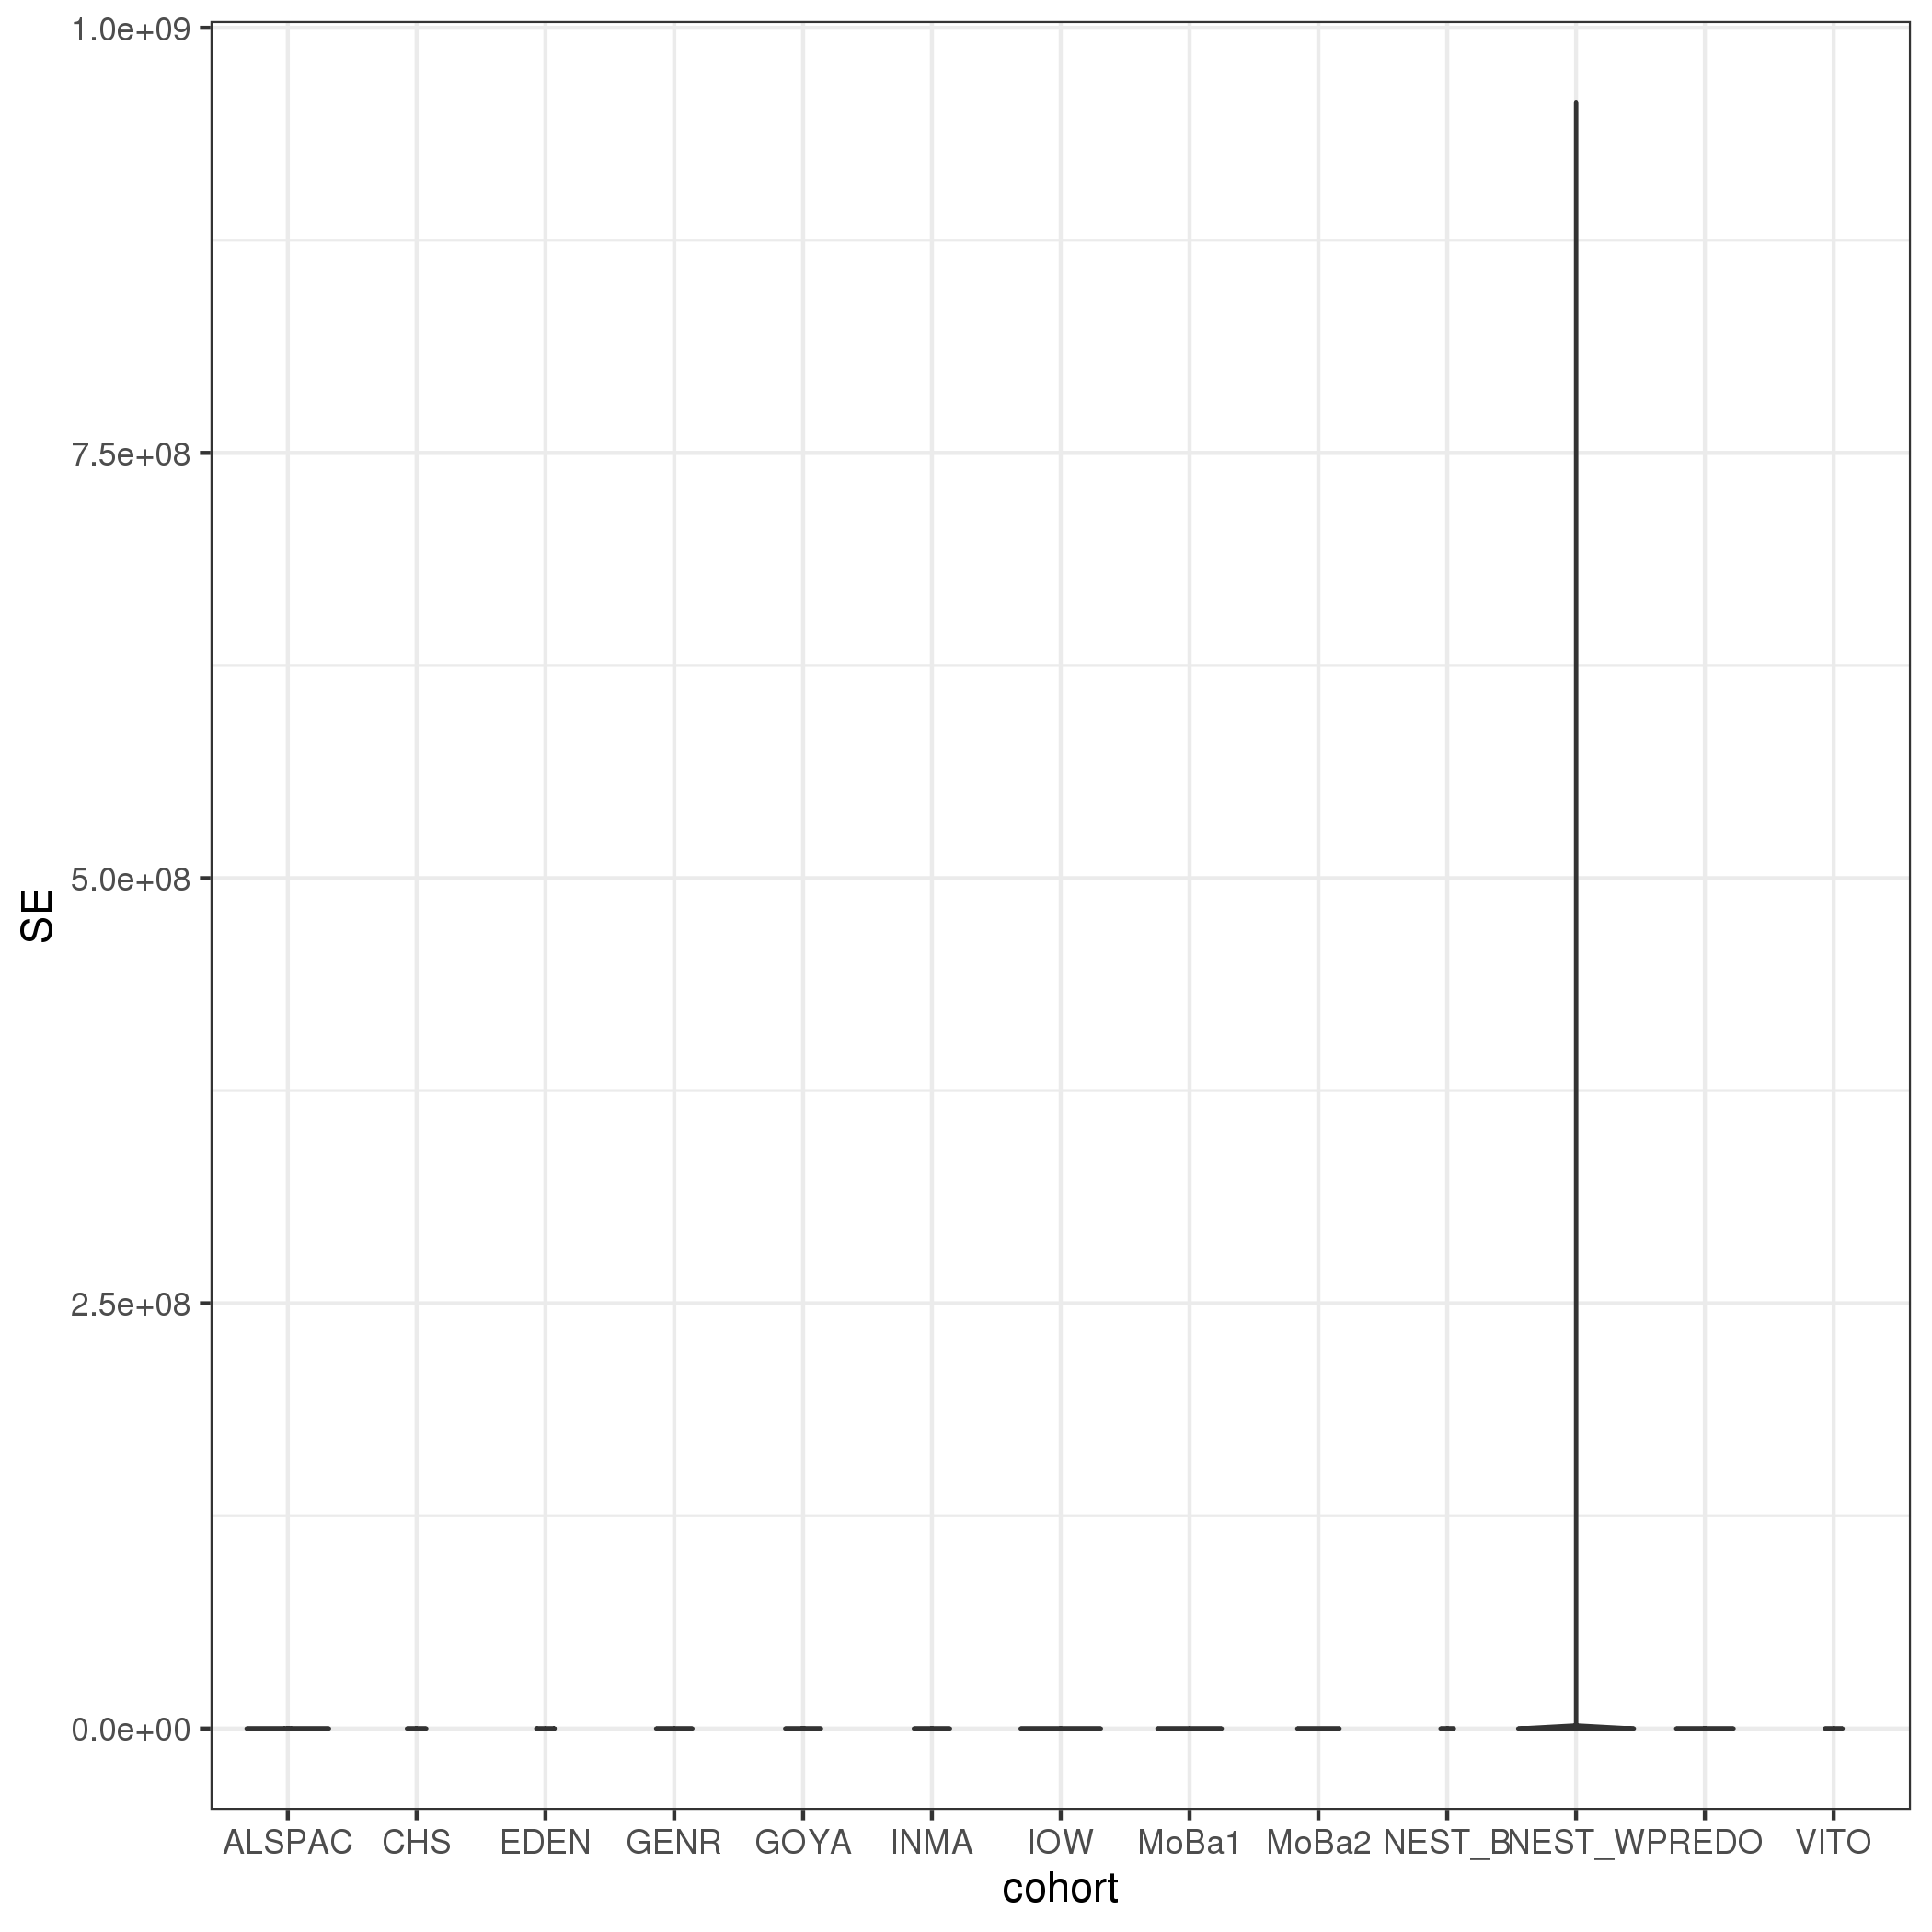 1.0e+09
7.5e+08
5.0e+08
2.5e+08
0.0e+00
SE
ALSPAC CHS EDEN GENR GOYA INMA IOW MoBa1 MoBa2 NEST_B NEST_W PREDO VITO
cohort